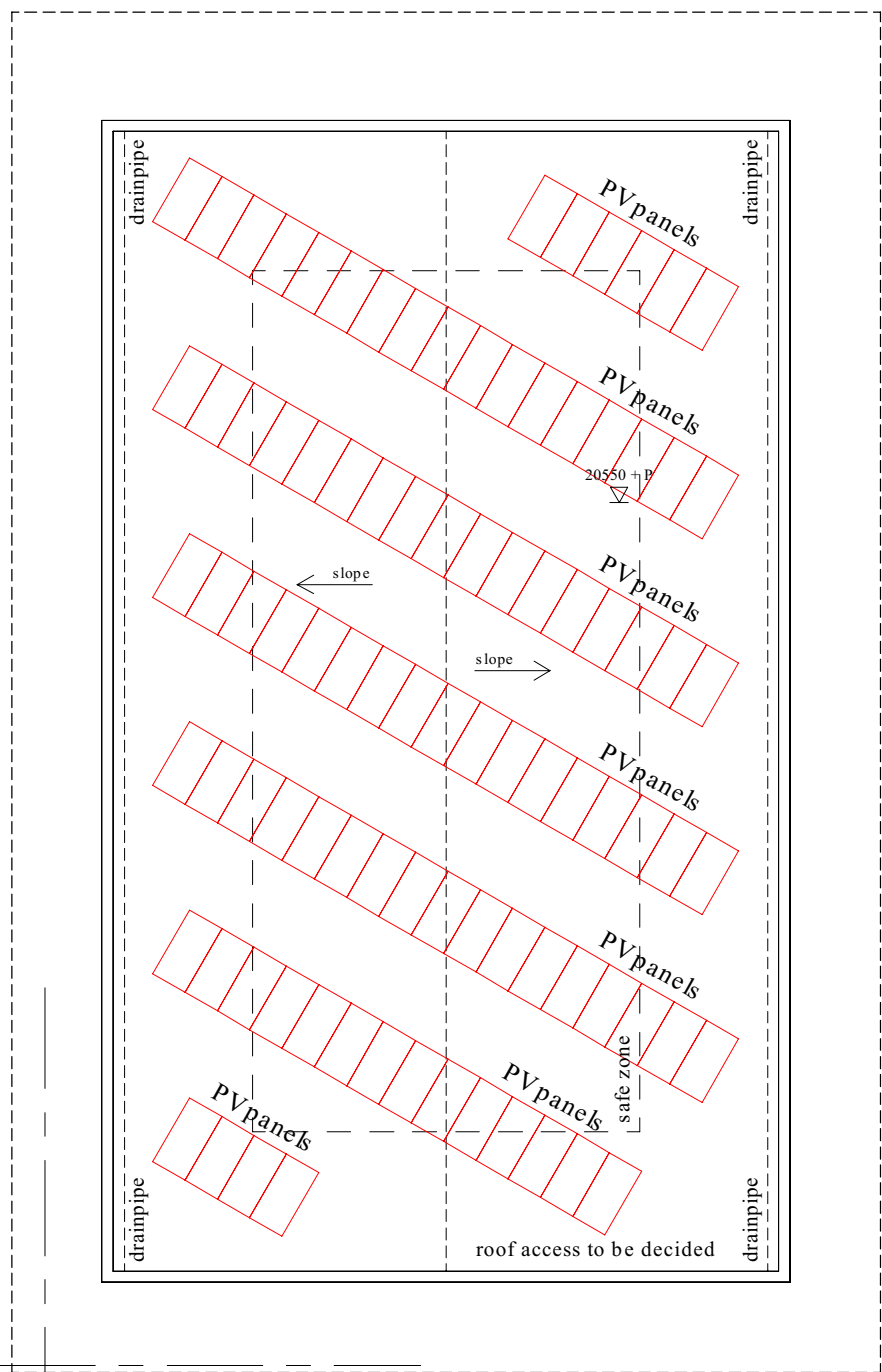 drainpipe
drainpipe
PVpanels
PVpanels
20550 + P
PVpanels
slope
slope
PVpanels
PVpanels
safe zone
PVpanels
PVpanels
drainpipe
drainpipe
roof access to be decided